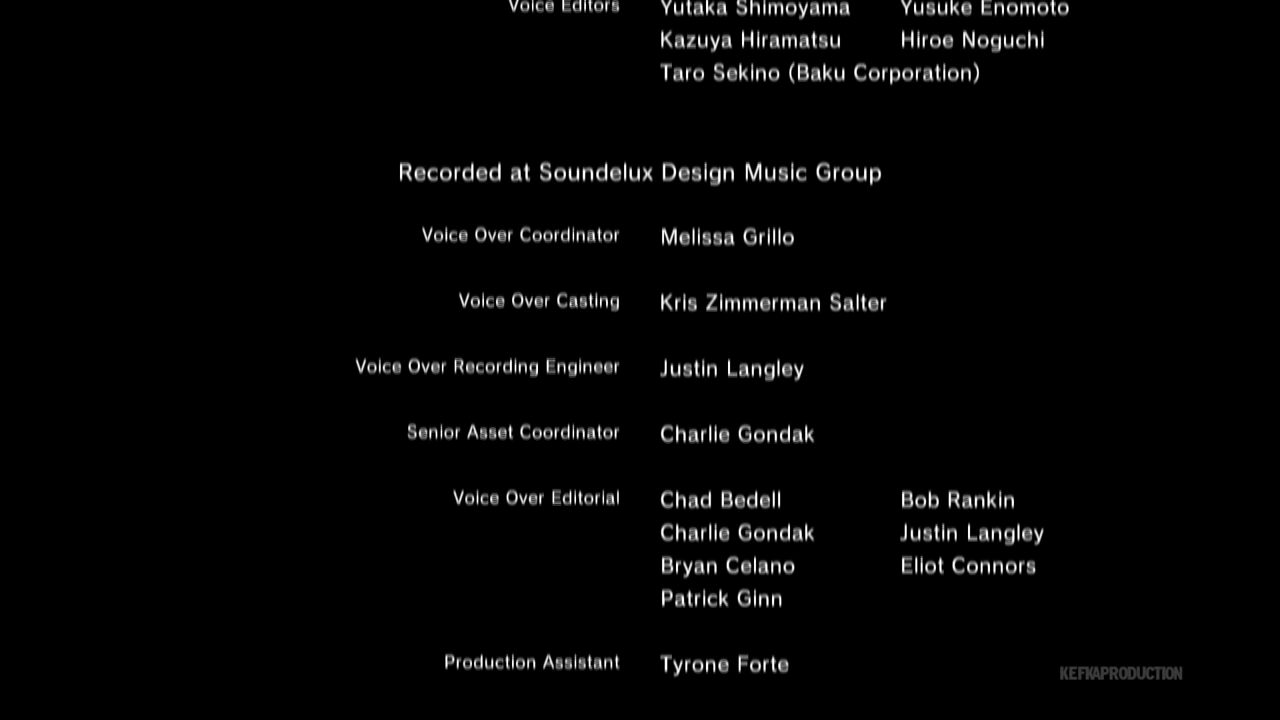 Voice Editors Yutaka Shimoyama Yusuke Enomoto
Kazuya Hiramatsu Hiroe Noguchi
Taro Sekino (Baku Corporation)
Recorded at Soundelux Design Music Group
Voice Over Coordinator Melissa Grillo
Voice Over Casting Kris Zimmerman Salter
Voice Over Recording Engineer Justin Langley
Senior Asset Coordinator Charlie Gondak
Voice Over Editorial Chad Bedell Bob Rankin
Charlie Gondak Justin Langley
Bryan Celano Eliot Connors
Patrick Ginn
Production Assistant Tyrone Forte
KEFKAPRODUCTION